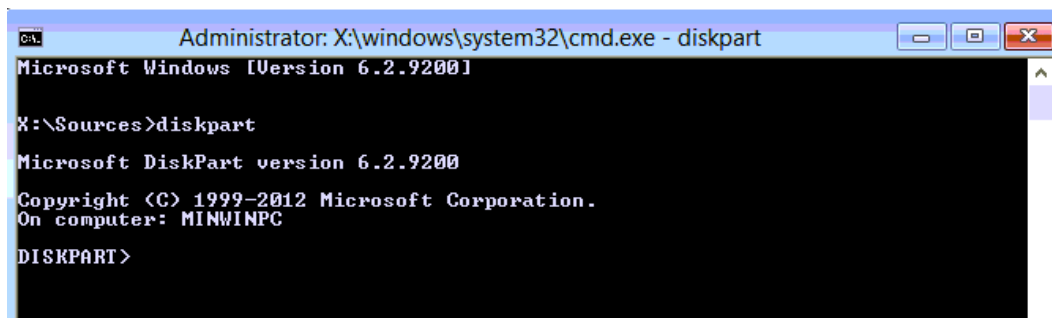 Administrator: X:\windows\system32\cmd.exe - diskpart
Microsoft Windows [Version 6.2.9200]
X:\Sources>diskpart
Microsoft DiskPart version 6.2.9200
Copyright (C) 1999-2012 Microsoft Corporation.
On computer: MINWINPC
DISKPART>